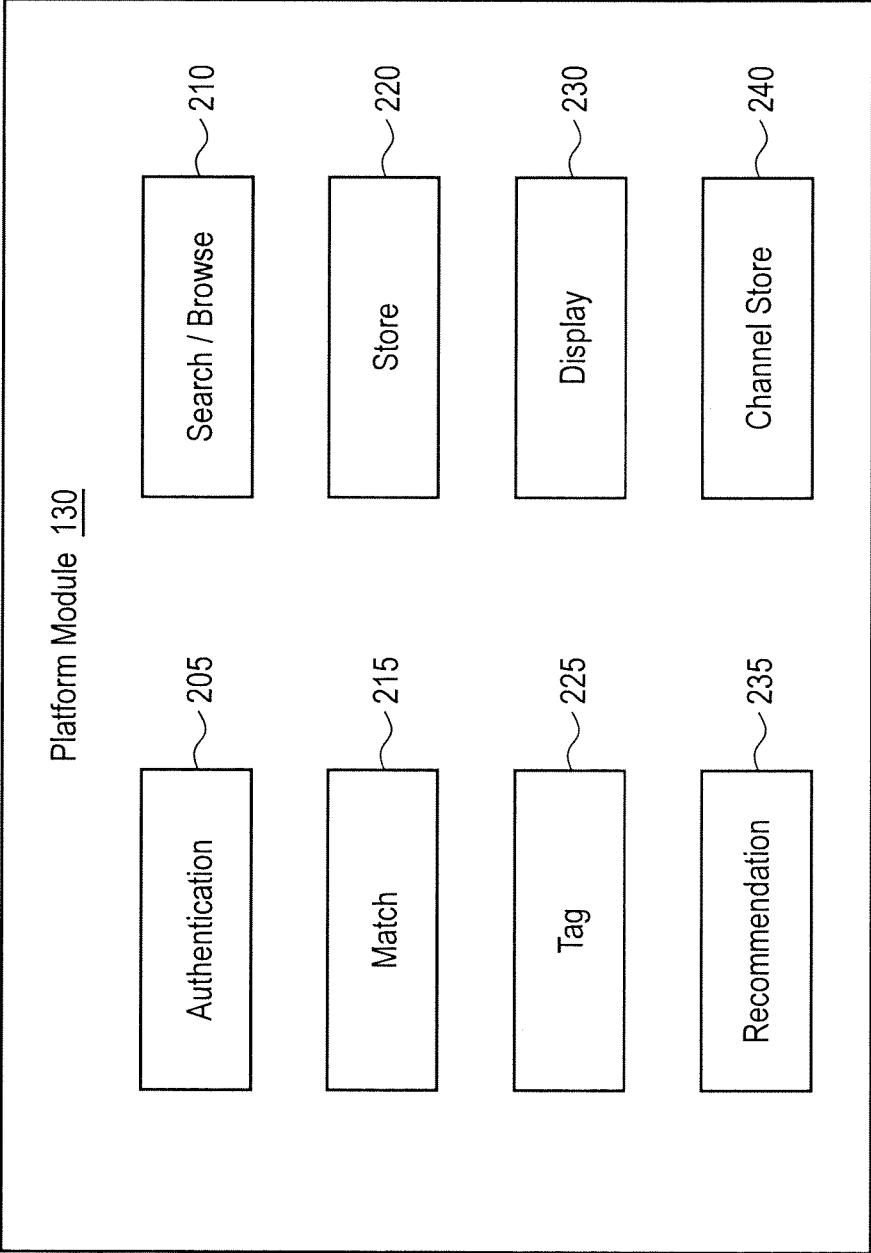 Platform Module 130
Authentication
205
Search / Browse
210
Match
215
Store
220
Tag
225
Display
230
Recommendation
235
Channel Store
240